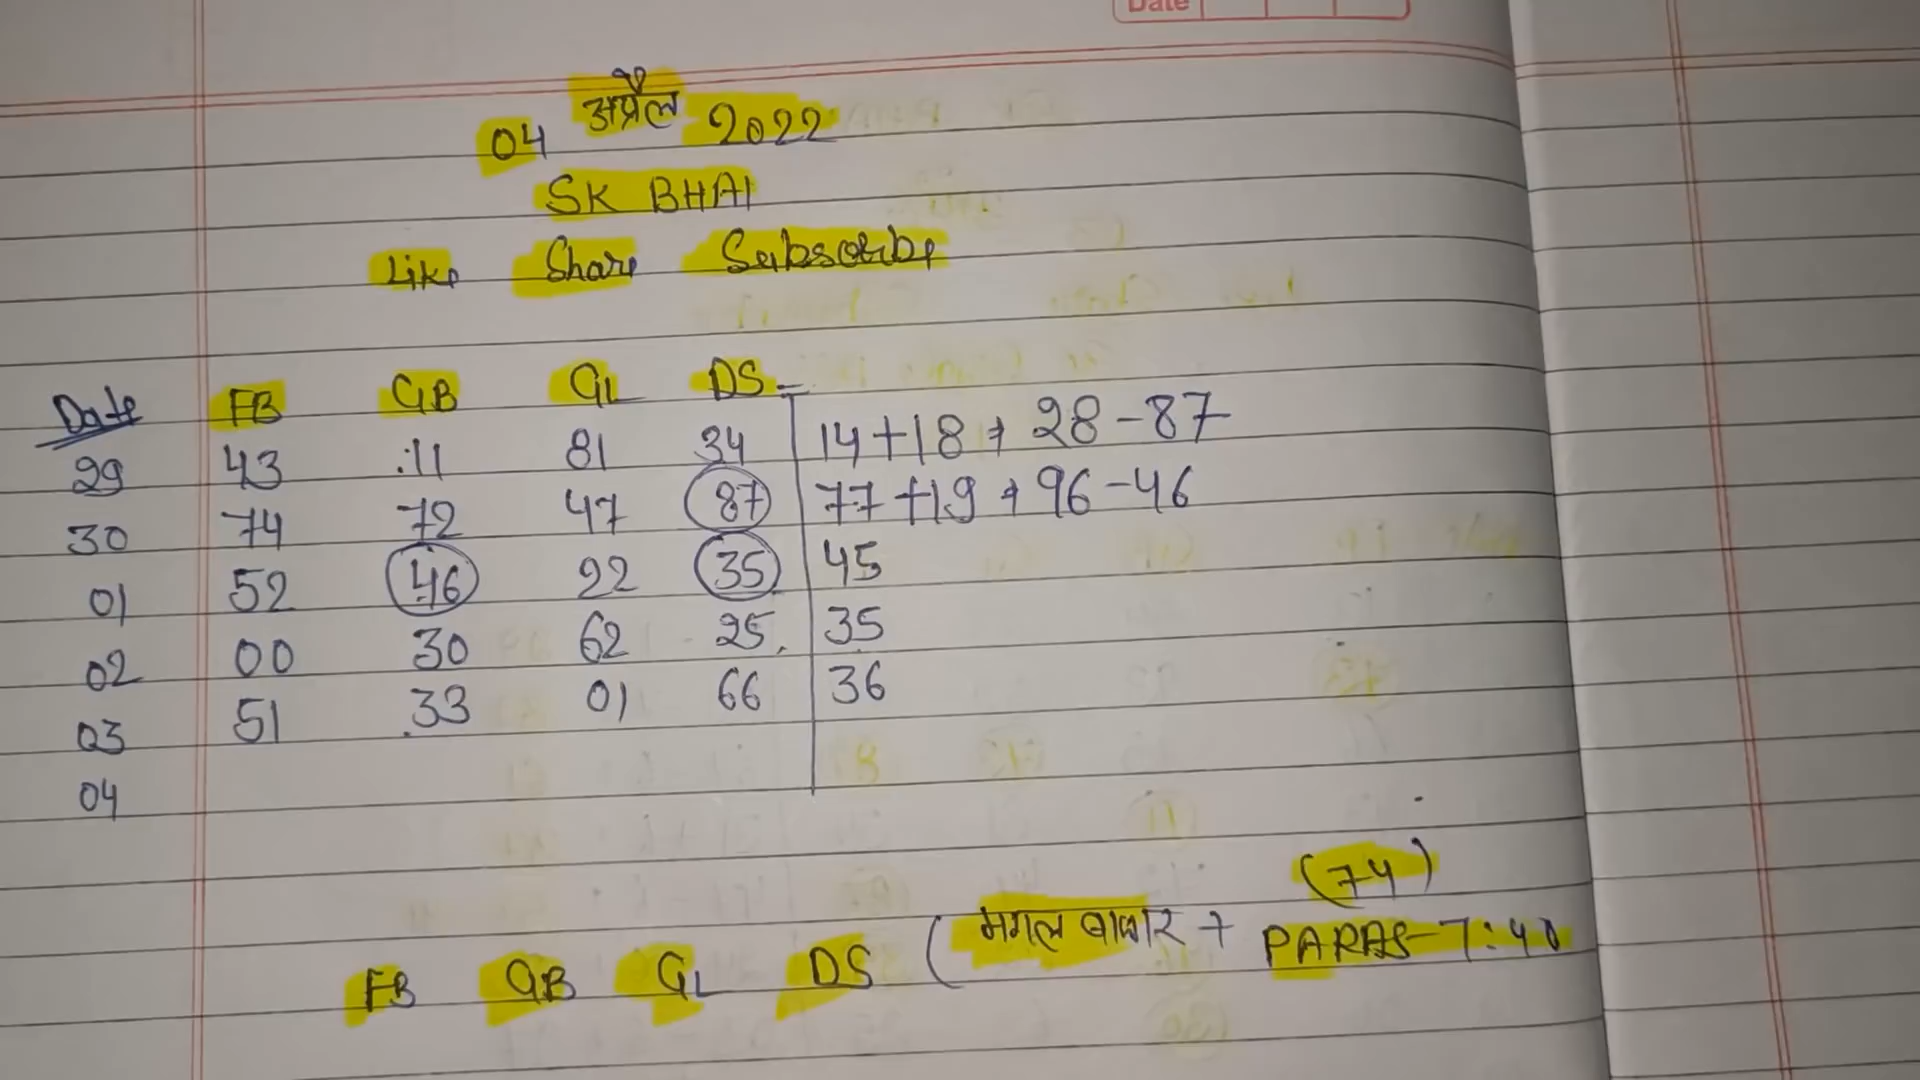 Date
04 अप्रैल 2022
SK BHAI
Like Share Subscribe
Date FB GB GL DS
29 43 .11 81 34 14+18+28-87
30 74 72 47 87 77+19+96-46
01 52 46 22 35 45
02 00 30 62 25. 35
03 51 .33 01 66 36
04
(74)
FB GB GL DS (मगल बाजार + PARAS-7:40